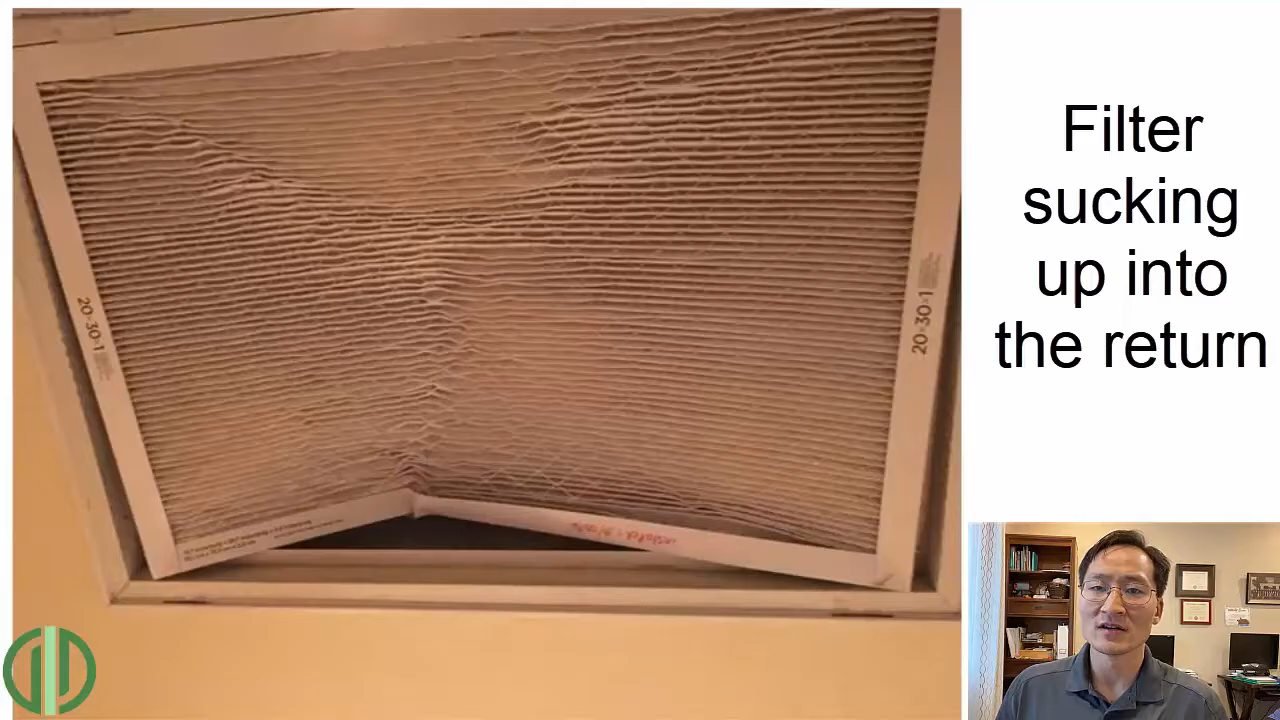 Filter
sucking
up into
the return
20×30×1
20×30×1